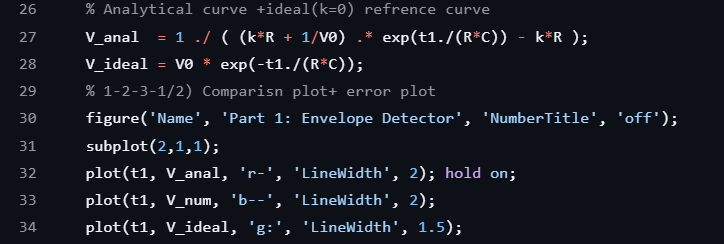 26 % Analytical curve +ideal(k=0) refrence curve
27 V_anal  = 1 ./ ( (k*R + 1/V0) .* exp(t1./(R*C)) - k*R );
28 V_ideal = V0 * exp(-t1./(R*C));
29 % 1-2-3-1/2) Comparisn plot+ error plot
30 figure('Name', 'Part 1: Envelope Detector', 'NumberTitle', 'off');
31 subplot(2,1,1);
32 plot(t1, V_anal, 'r-', 'LineWidth', 2); hold on;
33 plot(t1, V_num, 'b--', 'LineWidth', 2);
34 plot(t1, V_ideal, 'g:', 'LineWidth', 1.5);